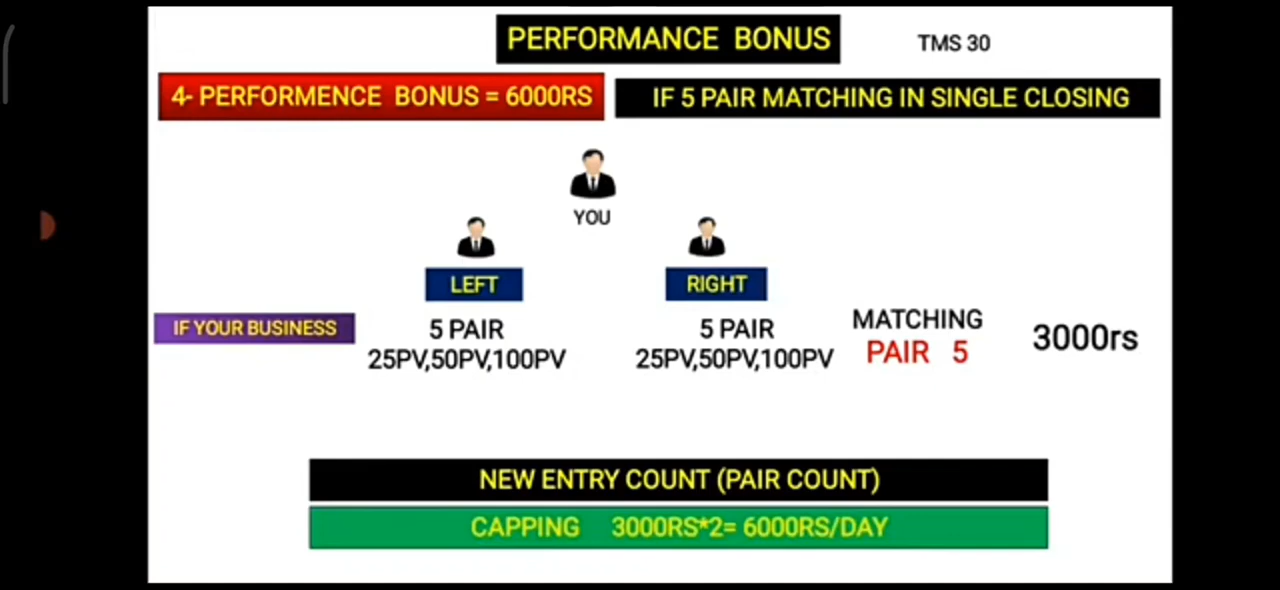 PERFORMANCE BONUS
TMS 30
4- PERFORMENCE BONUS = 6000RS
IF 5 PAIR MATCHING IN SINGLE CLOSING
YOU
LEFT
RIGHT
IF YOUR BUSINESS
5 PAIR
25PV,50PV,100PV
5 PAIR
25PV,50PV,100PV
MATCHING
PAIR 5
3000rs
NEW ENTRY COUNT (PAIR COUNT)
CAPPING 3000RS*2= 6000RS/DAY